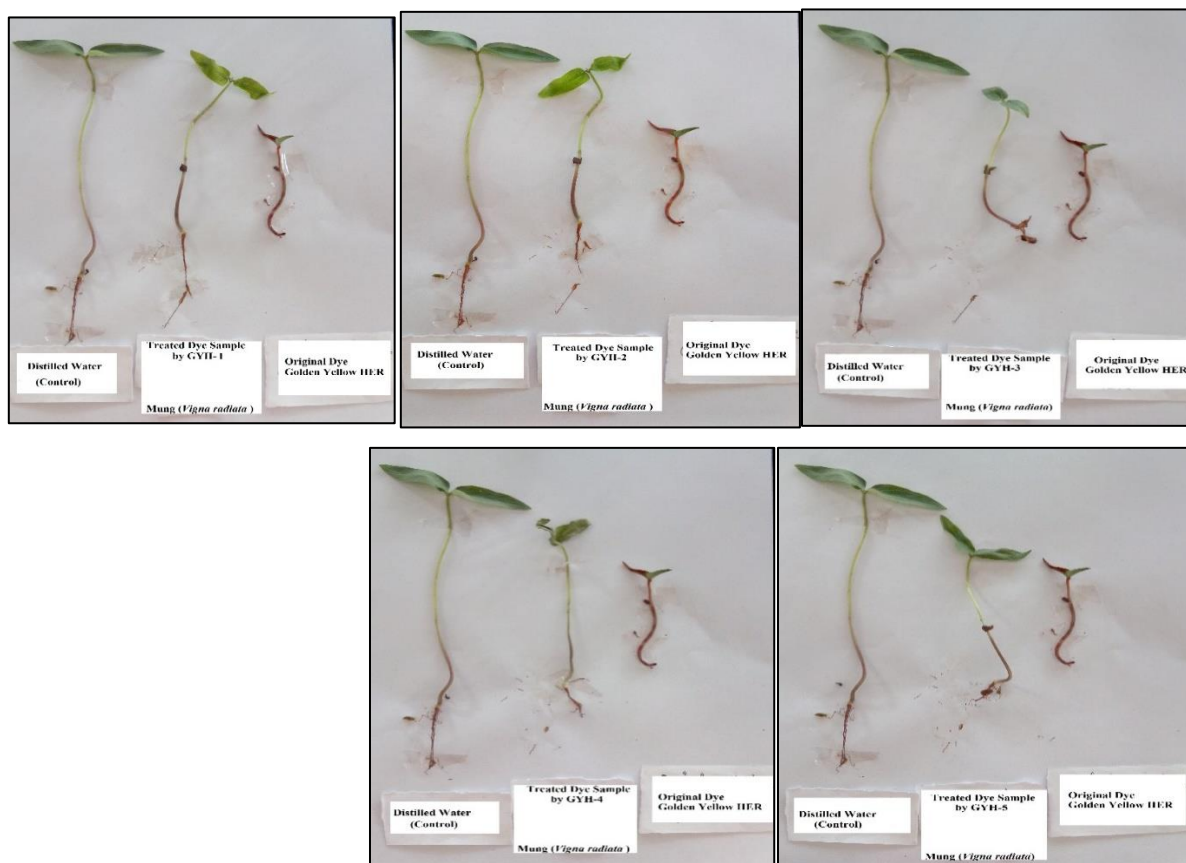 Distilled Water
(Control)
Treated Dye Sample
by GYH-1
Mung (Vigna radiata )
Original Dye
Golden Yellow HER
Distilled Water
(Control)
Treated Dye Sample
by GYH-2
Mung (Vigna radiata )
Original Dye
Golden Yellow HER
Distilled Water
(Control)
Treated Dye Sample
by GYH-3
Mung (Vigna radiata)
Original Dye
Golden Yellow HER
Distilled Water
(Control)
Treated Dye Sample
by GYH-4
Mung (Vigna radiata)
Original Dye
Golden Yellow HER
Distilled Water
(Control)
Treated Dye Sample
by GYH-5
Mung (Vigna radiata)
Original Dye
Golden Yellow HER